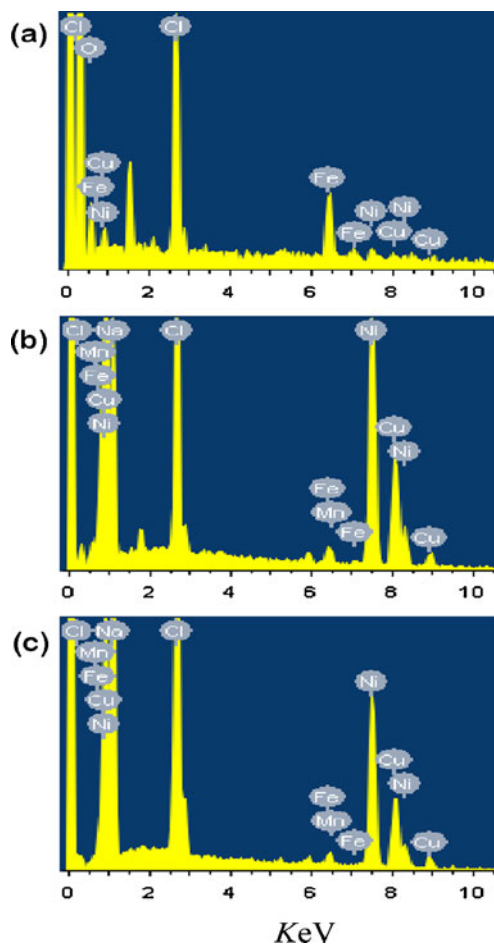 (a)
Cl Cl
O
Cu
Fe Fe
Ni Ni Ni
Fe Cu Cu
0 2 4 6 8 10
(b)
Cl Na Cl Ni
Mn
Fe
Cu Cu
Ni Ni
Fe
Mn
Fe Cu
0 2 4 6 8 10
(c)
Cl Na Cl
Mn
Fe Ni
Cu
Ni Cu
Ni
Fe
Mn
Fe Cu
0 2 4 6 8 10
KeV